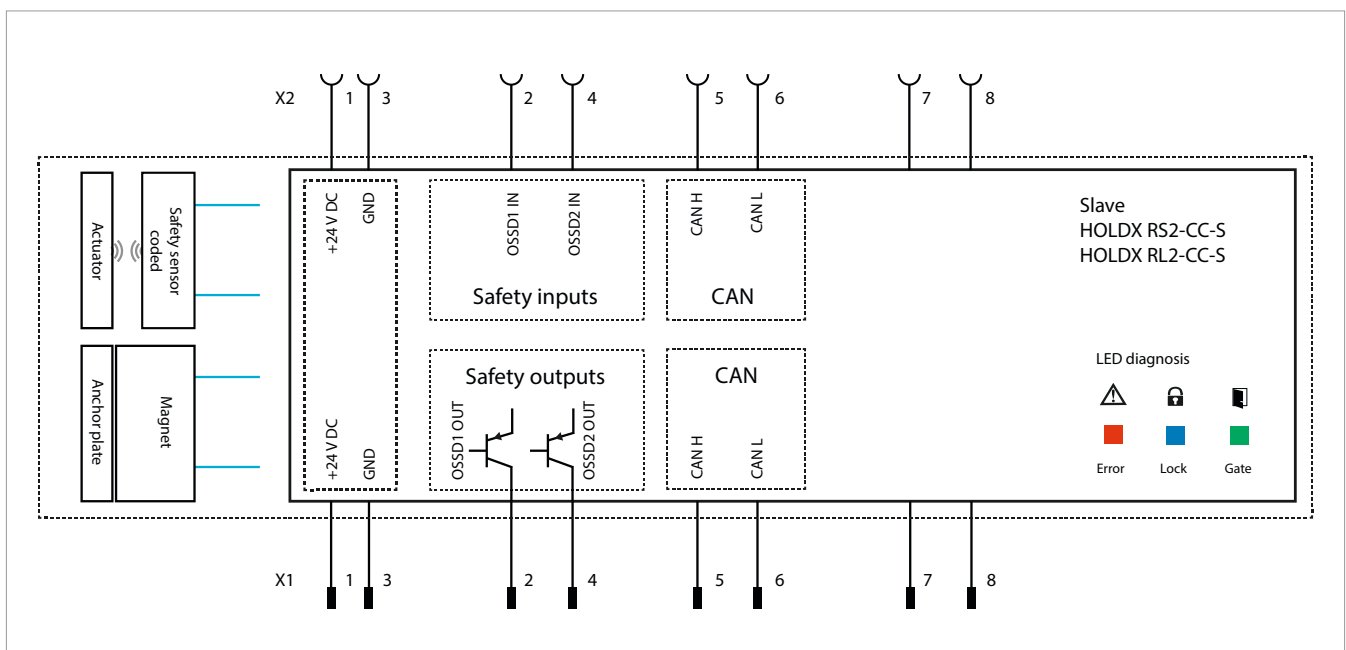 X2 1 3 2 4 5 6 7 8
Actuator
Safety sensor
coded
+24 V DC
GND
OSSD1 IN
OSSD2 IN
Safety inputs
CAN H
CAN L
CAN
Slave
HOLDX RS2-CC-S
HOLDX RL2-CC-S
Anchor plate
Magnet
+24 V DC
GND
Safety outputs
OSSD1 OUT
OSSD2 OUT
CAN
CAN H
CAN L
LED diagnosis
Error Lock Gate
X1 1 3 2 4 5 6 7 8